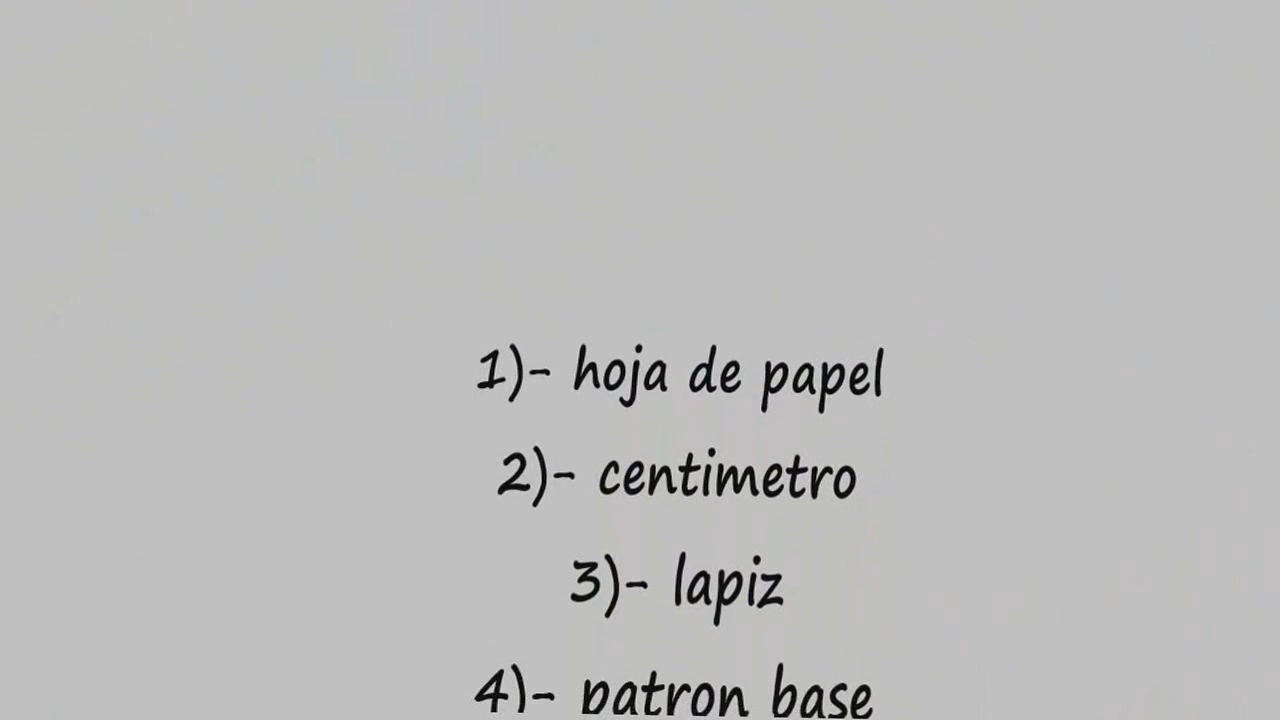 1)- hoja de papel
2)- centimetro
3)- lapiz
4)- patron base